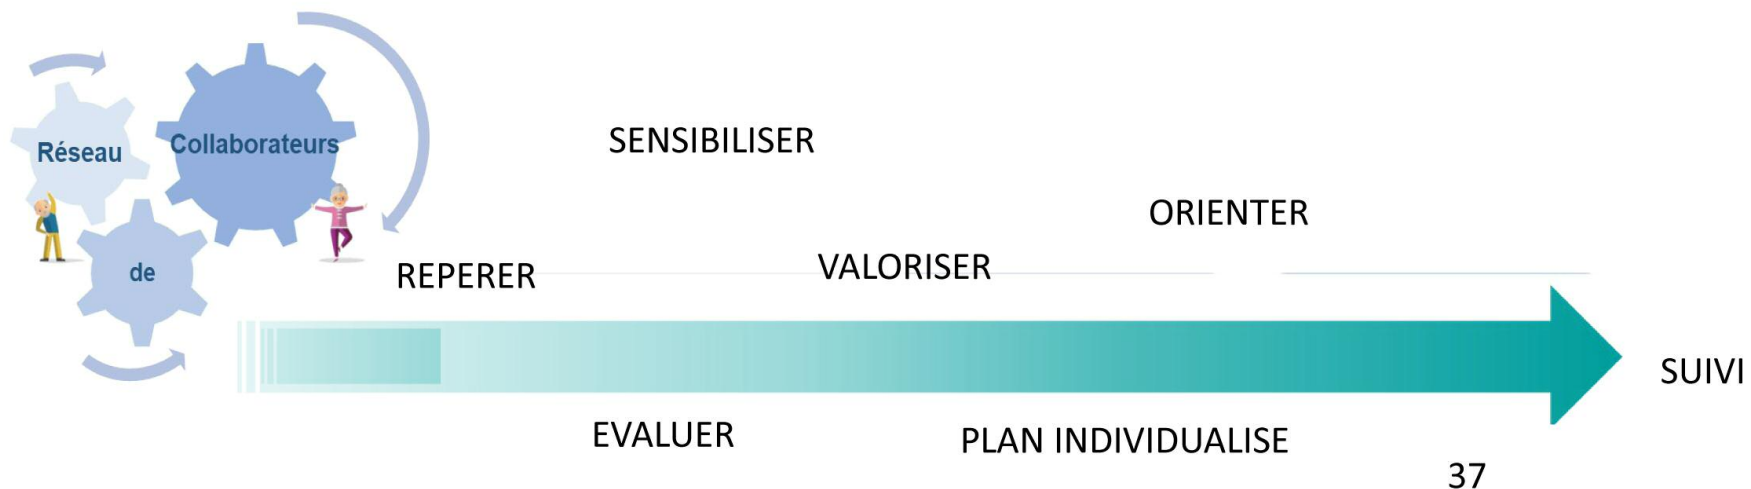 Réseau
Collaborateurs
de
SENSIBILISER
ORIENTER
REPERER
VALORISER
SUIVI
EVALUER
PLAN INDIVIDUALISE
37